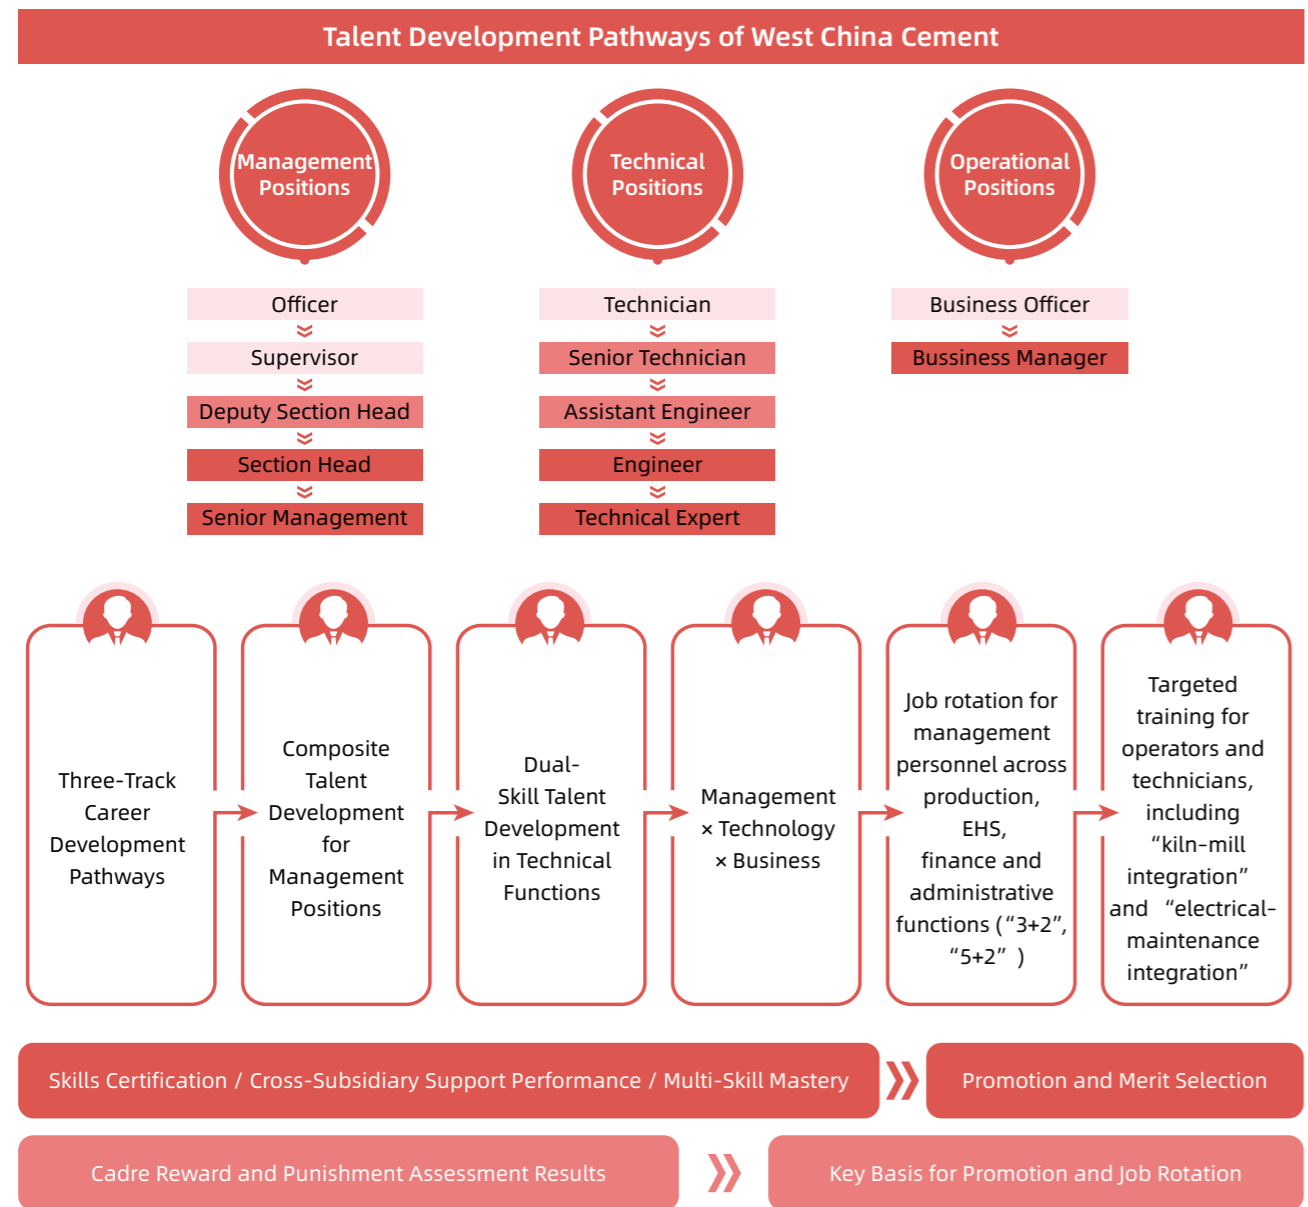 Talent Development Pathways of West China Cement
Management
Positions
Technical
Positions
Operational
Positions
Officer
Supervisor
Deputy Section Head
Section Head
Senior Management
Technician
Senior Technician
Assistant Engineer
Engineer
Technical Expert
Business Officer
Bussiness Manager
Three-Track
Career
Development
Pathways
Composite
Talent
Development
for
Management
Positions
Dual-
Skill Talent
Development
in Technical
Functions
Management
× Technology
× Business
Job rotation for
management
personnel across
production,
EHS,
finance and
administrative
functions (“3+2”,
“5+2” )
Targeted
training for
operators and
technicians,
including
“kiln-mill
integration”
and “electrical-
maintenance
integration”
Skills Certification / Cross-Subsidiary Support Performance / Multi-Skill Mastery
Promotion and Merit Selection
Cadre Reward and Punishment Assessment Results
Key Basis for Promotion and Job Rotation